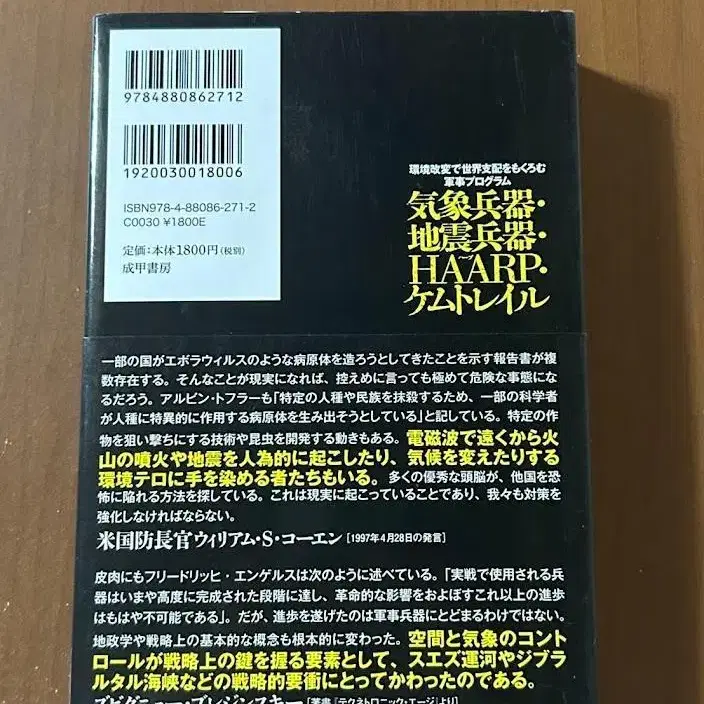 9784880862712
1920030018006
ISBN978-4-88086-271-2
C0030 ¥1800E
定価:本体1800円(税別)
成甲書房
環境改変で世界支配をもくろむ
軍事プログラム
気象兵器・
地震兵器・
HAARP・
ケムトレイル
一部の国がエボラウィルスのような病原体を造ろうとしてきたことを示す報告書が複
数存在する。そんなことが現実になれば、控えめに言っても極めて危険な事態にな
るだろう。アルビン・トフラーも「特定の人種や民族を抹殺するため、一部の科学者
が人種に特異的に作用する病原体を生み出そうとしている」と記している。特定の作
物を狙い撃ちにする技術や昆虫を開発する動きもある。電磁波で遠くから火
山の噴火や地震を人為的に起こしたり、気候を変えたりする
環境テロに手を染める者たちもいる。多くの優秀な頭脳が、他国を恐
怖に陥れる方法を探している。これは現実に起こっていることであり、我々も対策を
強化しなければならない。
米国防長官ウィリアム・S・コーエン[1997年4月28日の発言]
皮肉にもフリードリッヒ・エンゲルスは次のように述べている。「実戦で使用される兵
器はいまや高度に完成された段階に達し、革命的な影響をおよぼすこれ以上の進歩
はもはや不可能である」。だが、進歩を遂げたのは軍事兵器にとどまるわけではない。
地政学や戦略上の基本的な概念も根本的に変わった。空間と気象のコント
ロールが戦略上の鍵を握る要素として、スエズ運河やジブラ
ルタル海峡などの戦略的要衝にとってかわったのである。
ズビグニュー・ブレジンスキー[著書『テクネトロニック・エージ』より]